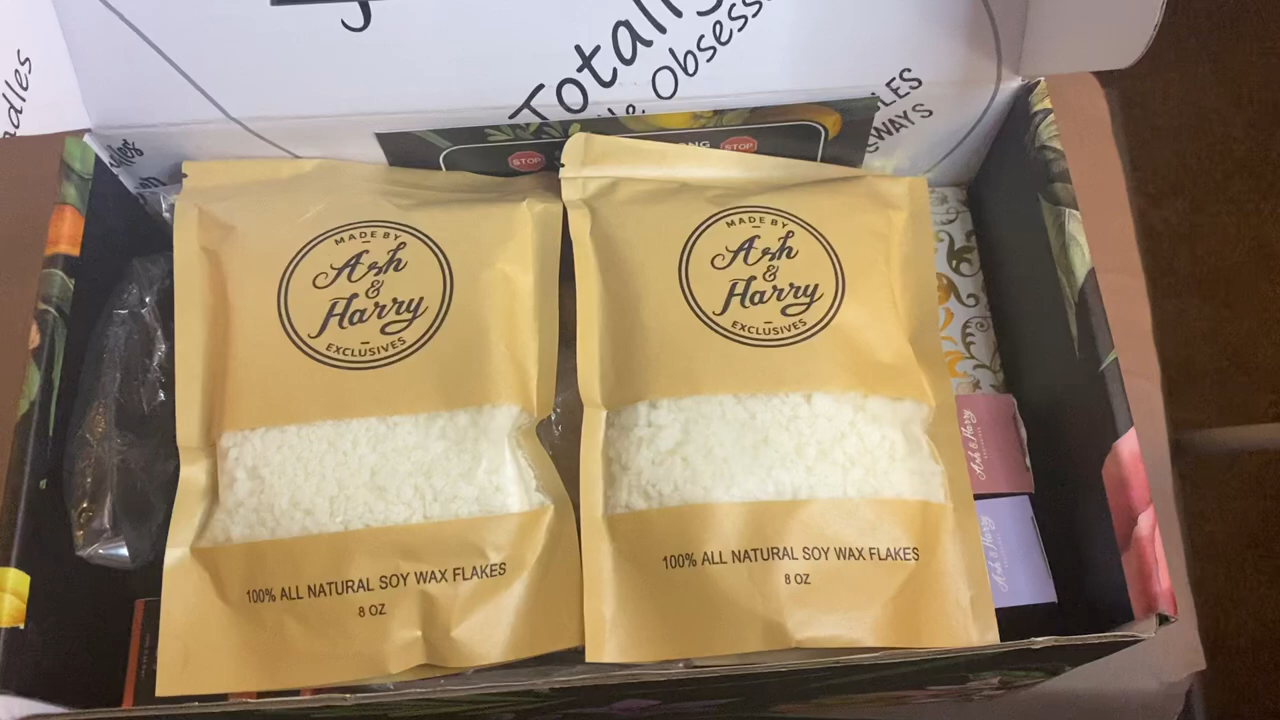 Totally
Obsess
LES
WAYS
STOP
STOP
MADE BY
Ash
&
Harry
EXCLUSIVES
100% ALL NATURAL SOY WAX FLAKES
8 OZ
MADE BY
Ash
&
Harry
EXCLUSIVES
100% ALL NATURAL SOY WAX FLAKES
8 OZ
Ash & Harry
Ash & Harry